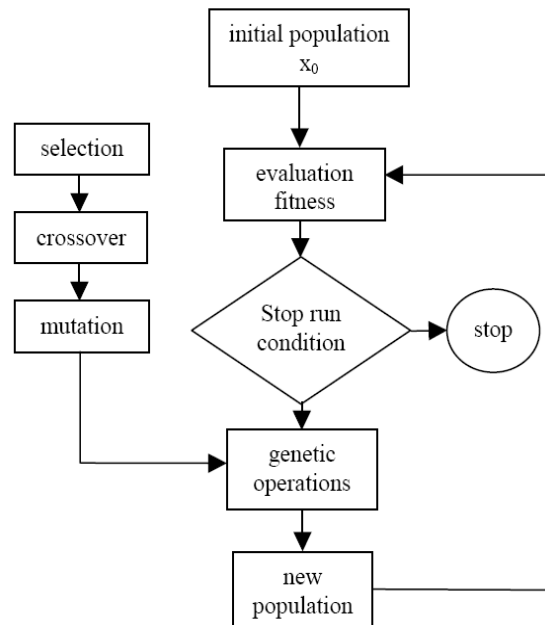 initial population
x₀
selection
crossover
mutation
evaluation
fitness
Stop run
condition
stop
genetic
operations
new
population